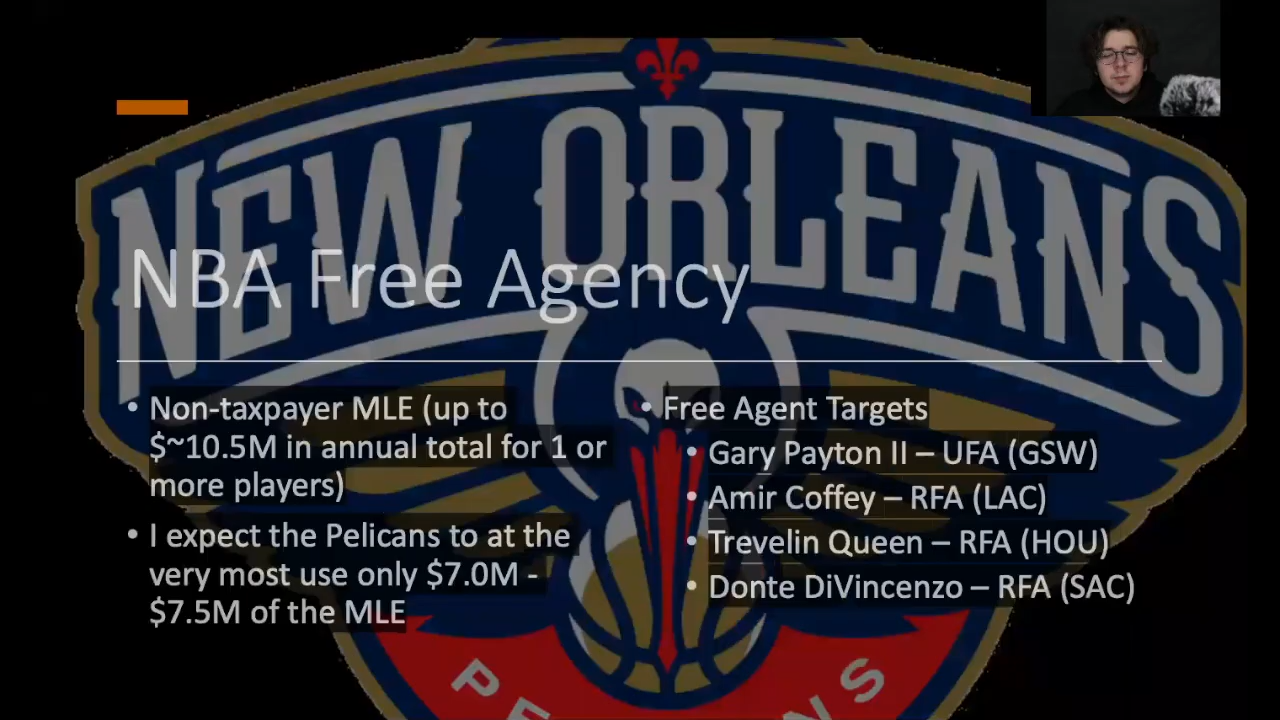 NEW ORLEANS
NBA Free Agency
• Non-taxpayer MLE (up to
$~10.5M in annual total for 1 or
more players)
• I expect the Pelicans to at the
very most use only $7.0M -
$7.5M of the MLE
• Free Agent Targets
• Gary Payton II – UFA (GSW)
• Amir Coffey – RFA (LAC)
• Trevelin Queen – RFA (HOU)
• Donte DiVincenzo – RFA (SAC)